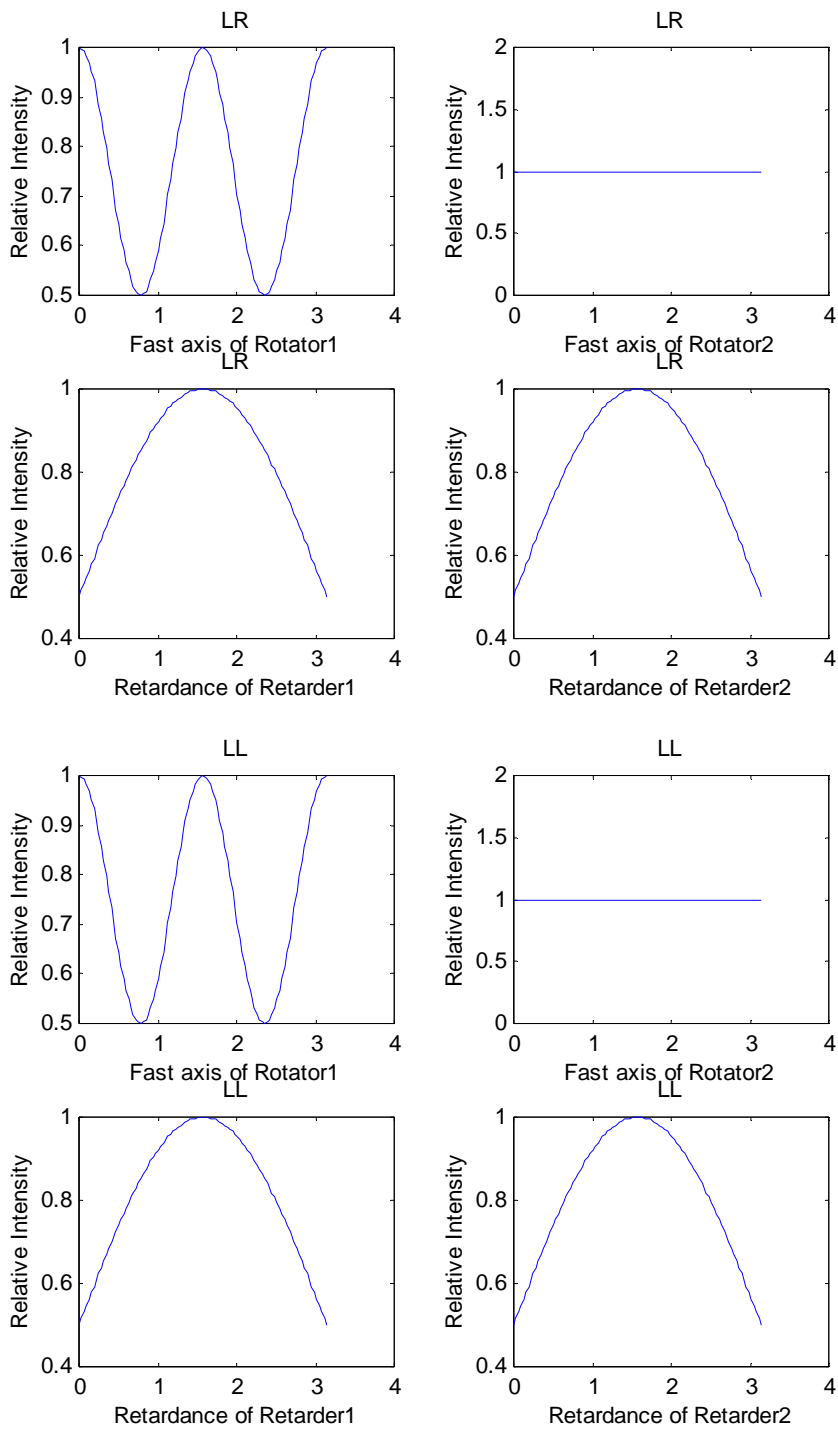 LR
1
0.9
0.8
0.7
0.6
0.5
0 1 2 3 4
Relative Intensity
Fast axis of Rotator1
LR
2
1.5
1
0.5
0
0 1 2 3 4
Relative Intensity
Fast axis of Rotator2
LR
1
0.8
0.6
0.4
0 1 2 3 4
Relative Intensity
Retardance of Retarder1
LR
1
0.8
0.6
0.4
0 1 2 3 4
Relative Intensity
Retardance of Retarder2
LL
1
0.9
0.8
0.7
0.6
0.5
0 1 2 3 4
Relative Intensity
Fast axis of Rotator1
LL
2
1.5
1
0.5
0
0 1 2 3 4
Relative Intensity
Fast axis of Rotator2
LL
1
0.8
0.6
0.4
0 1 2 3 4
Relative Intensity
Retardance of Retarder1
LL
1
0.8
0.6
0.4
0 1 2 3 4
Relative Intensity
Retardance of Retarder2